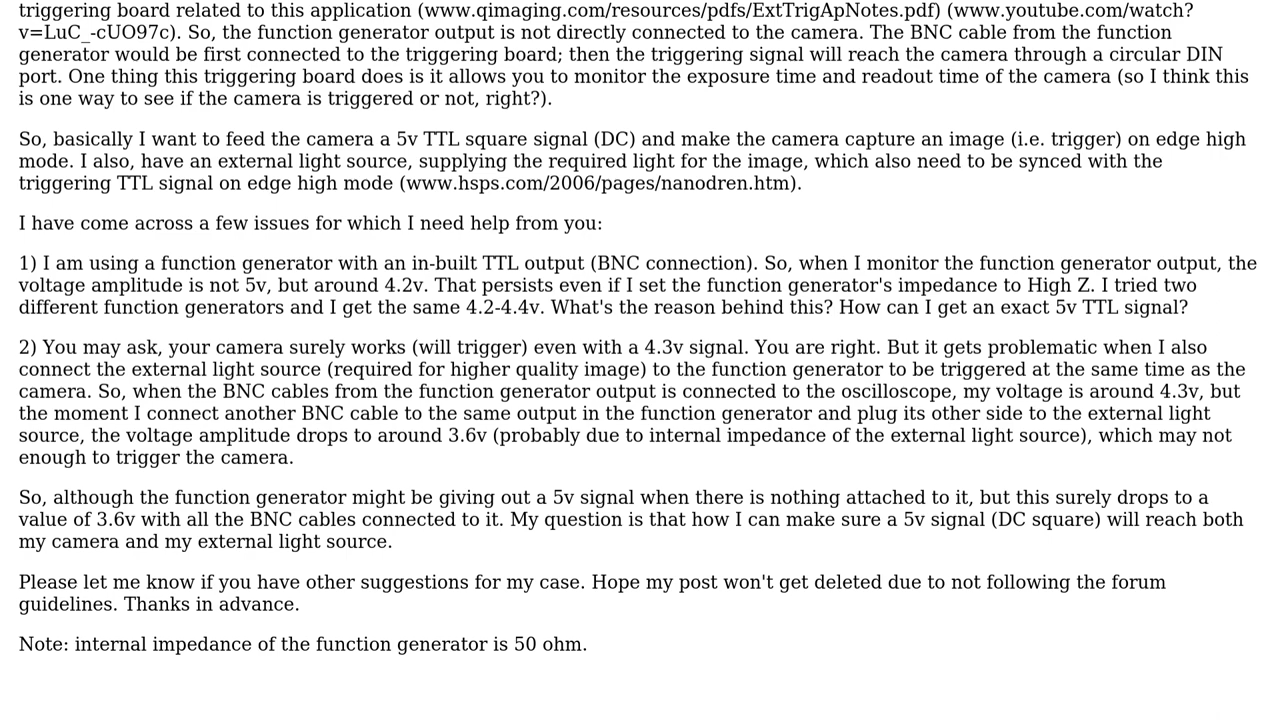 triggering board related to this application (www.qimaging.com/resources/pdfs/ExtTrigApNotes.pdf) (www.youtube.com/watch?
v=LuC_-cUO97c). So, the function generator output is not directly connected to the camera. The BNC cable from the function
generator would be first connected to the triggering board; then the triggering signal will reach the camera through a circular DIN
port. One thing this triggering board does is it allows you to monitor the exposure time and readout time of the camera (so I think this
is one way to see if the camera is triggered or not, right?).
So, basically I want to feed the camera a 5v TTL square signal (DC) and make the camera capture an image (i.e. trigger) on edge high
mode. I also, have an external light source, supplying the required light for the image, which also need to be synced with the
triggering TTL signal on edge high mode (www.hsps.com/2006/pages/nanodren.htm).
I have come across a few issues for which I need help from you:
1) I am using a function generator with an in-built TTL output (BNC connection). So, when I monitor the function generator output, the
voltage amplitude is not 5v, but around 4.2v. That persists even if I set the function generator's impedance to High Z. I tried two
different function generators and I get the same 4.2-4.4v. What's the reason behind this? How can I get an exact 5v TTL signal?
2) You may ask, your camera surely works (will trigger) even with a 4.3v signal. You are right. But it gets problematic when I also
connect the external light source (required for higher quality image) to the function generator to be triggered at the same time as the
camera. So, when the BNC cables from the function generator output is connected to the oscilloscope, my voltage is around 4.3v, but
the moment I connect another BNC cable to the same output in the function generator and plug its other side to the external light
source, the voltage amplitude drops to around 3.6v (probably due to internal impedance of the external light source), which may not
enough to trigger the camera.
So, although the function generator might be giving out a 5v signal when there is nothing attached to it, but this surely drops to a
value of 3.6v with all the BNC cables connected to it. My question is that how I can make sure a 5v signal (DC square) will reach both
my camera and my external light source.
Please let me know if you have other suggestions for my case. Hope my post won't get deleted due to not following the forum
guidelines. Thanks in advance.
Note: internal impedance of the function generator is 50 ohm.